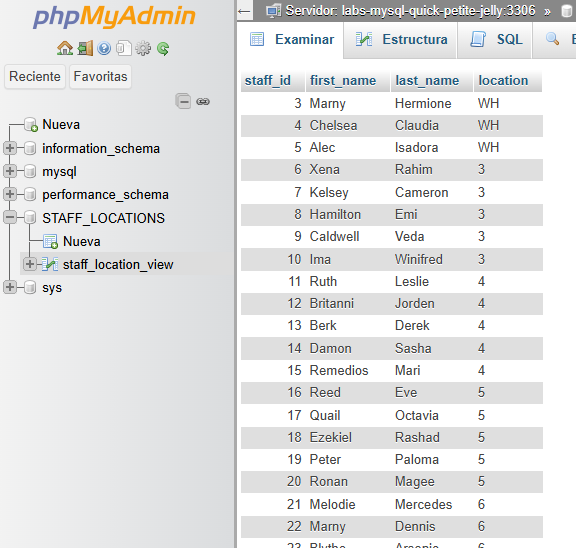 phpMyAdmin
Reciente Favoritas
Nueva
information_schema
mysql
performance_schema
STAFF_LOCATIONS
Nueva
staff_location_view
sys
Servidor: labs-mysql-quick-petite-jelly:3306 »
Examinar Estructura SQL
staff_id first_name last_name location
3 Marny Hermione WH
4 Chelsea Claudia WH
5 Alec Isadora WH
6 Xena Rahim 3
7 Kelsey Cameron 3
8 Hamilton Emi 3
9 Caldwell Veda 3
10 Ima Winifred 3
11 Ruth Leslie 4
12 Britanni Jorden 4
13 Berk Derek 4
14 Damon Sasha 4
15 Remedios Mari 4
16 Reed Eve 5
17 Quail Octavia 5
18 Ezekiel Rashad 5
19 Peter Paloma 5
20 Ronan Magee 5
21 Melodie Mercedes 6
22 Marny Dennis 6
23 Blythe 6